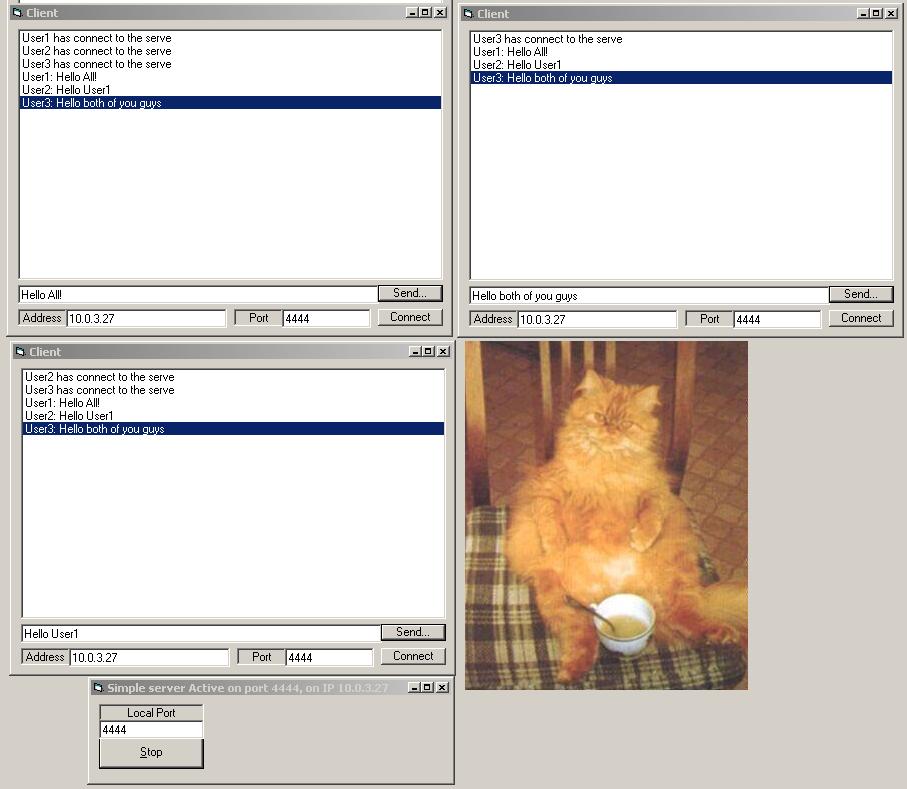 Client
User1 has connect to the serve
User2 has connect to the serve
User3 has connect to the serve
User1: Hello All!
User2: Hello User1
User3: Hello both of you guys
Hello All!
Send...
Address
10.0.3.27
Port
4444
Connect
Client
User3 has connect to the serve
User1: Hello All!
User2: Hello User1
User3: Hello both of you guys
Hello both of you guys
Send...
Address
10.0.3.27
Port
4444
Connect
Client
User2 has connect to the serve
User3 has connect to the serve
User1: Hello All!
User2: Hello User1
User3: Hello both of you guys
Hello User1
Send...
Address
10.0.3.27
Port
4444
Connect
Simple server Active on port 4444, on IP 10.0.3.27
Local Port
4444
Stop